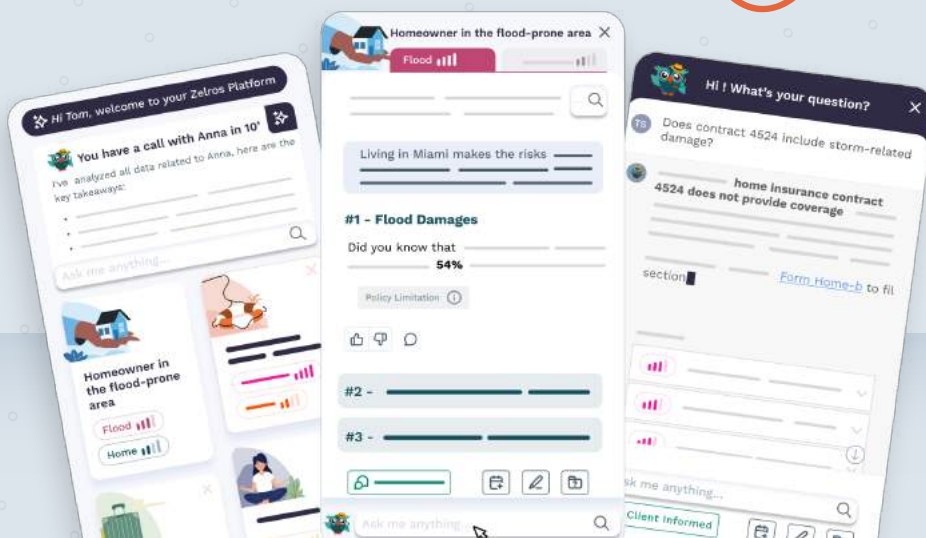 Hi Tom, welcome to your Zelros Platform
You have a call with Anna in 10'
I've analyzed all data related to Anna, here are the
key takeaways:
Ask me anything...
Homeowner in
the flood-prone
area
Flood
Home
Homeowner in the flood-prone area
Flood
Living in Miami makes the risks
#1 - Flood Damages
Did you know that
54%
Policy Limitation
#2 -
#3 -
Ask me anything...
Hi ! What's your question?
TS
Does contract 4524 include storm-related
damage?
home insurance contract
4524 does not provide coverage
Form Home-b to fil
section
sk me anything...
Client Informed